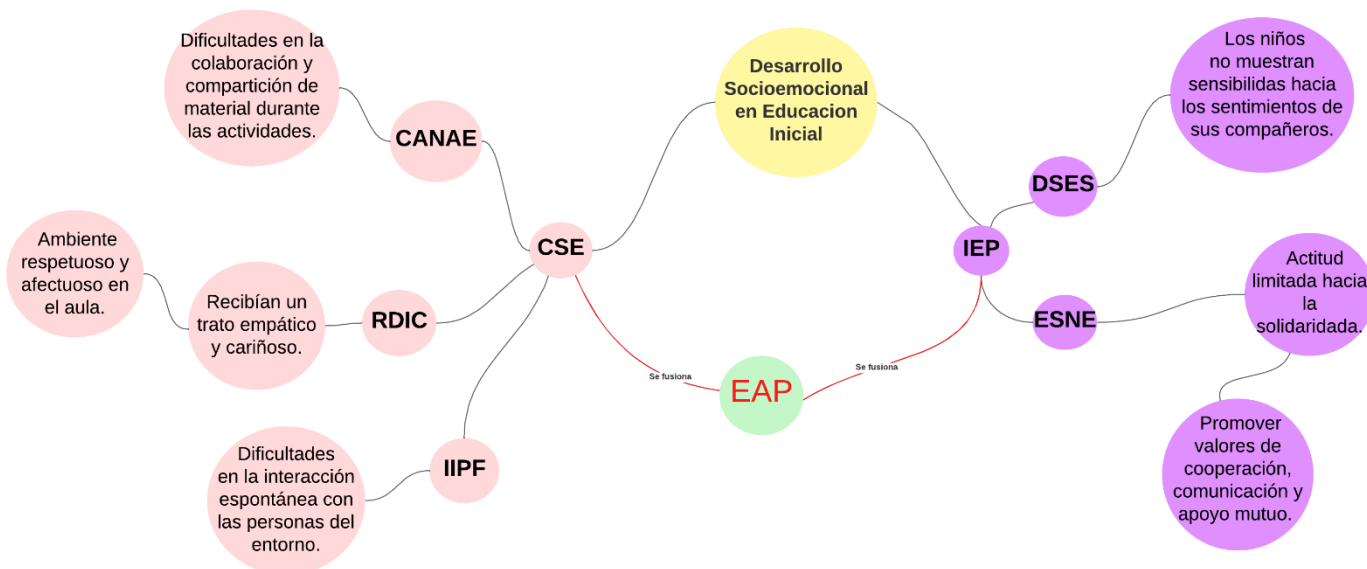 Desarrollo
Socioemocional
en Educacion
Inicial
CSE
CANAE
Dificultades en la
colaboración y
compartición de
material durante
las actividades.
RDIC
Recibían un
trato empático
y cariñoso.
Ambiente
respetuoso y
afectuoso en
el aula.
IIPF
Dificultades
en la interacción
espontánea con
las personas del
entorno.
IEP
DSES
Los niños
no muestran
sensibilidas hacia
los sentimientos de
sus compañeros.
ESNE
Actitud
limitada hacia
la
solidaridada.
Promover
valores de
cooperación,
comunicación y
apoyo mutuo.
Se fusiona
EAP
Se fusiona